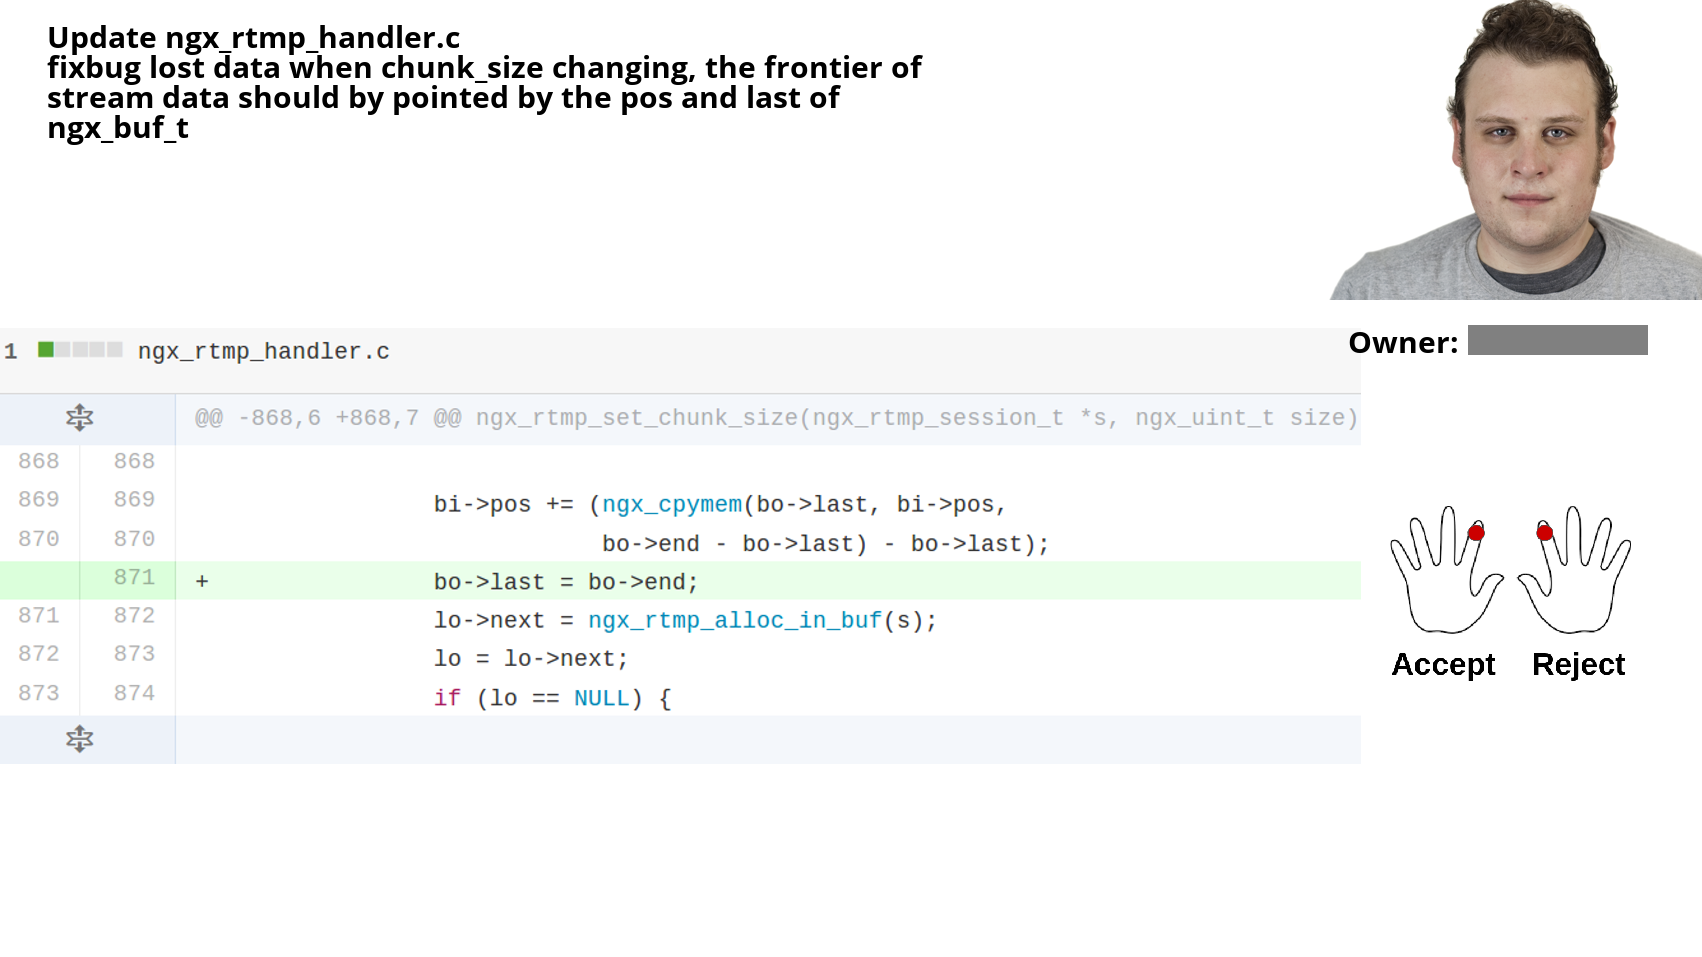 Update ngx_rtmp_handler.c
fixbug lost data when chunk_size changing, the frontier of
stream data should by pointed by the pos and last of
ngx_buf_t
Owner:
1 ngx_rtmp_handler.c
@@ -868,6 +868,7 @@ ngx_rtmp_set_chunk_size(ngx_rtmp_session_t *s, ngx_uint_t size)
868 868
869 869 bi->pos += (ngx_cpymem(bo->last, bi->pos,
870 870 bo->end - bo->last) - bo->last);
871 + bo->last = bo->end;
871 872 lo->next = ngx_rtmp_alloc_in_buf(s);
872 873 lo = lo->next;
873 874 if (lo == NULL) {
Accept Reject